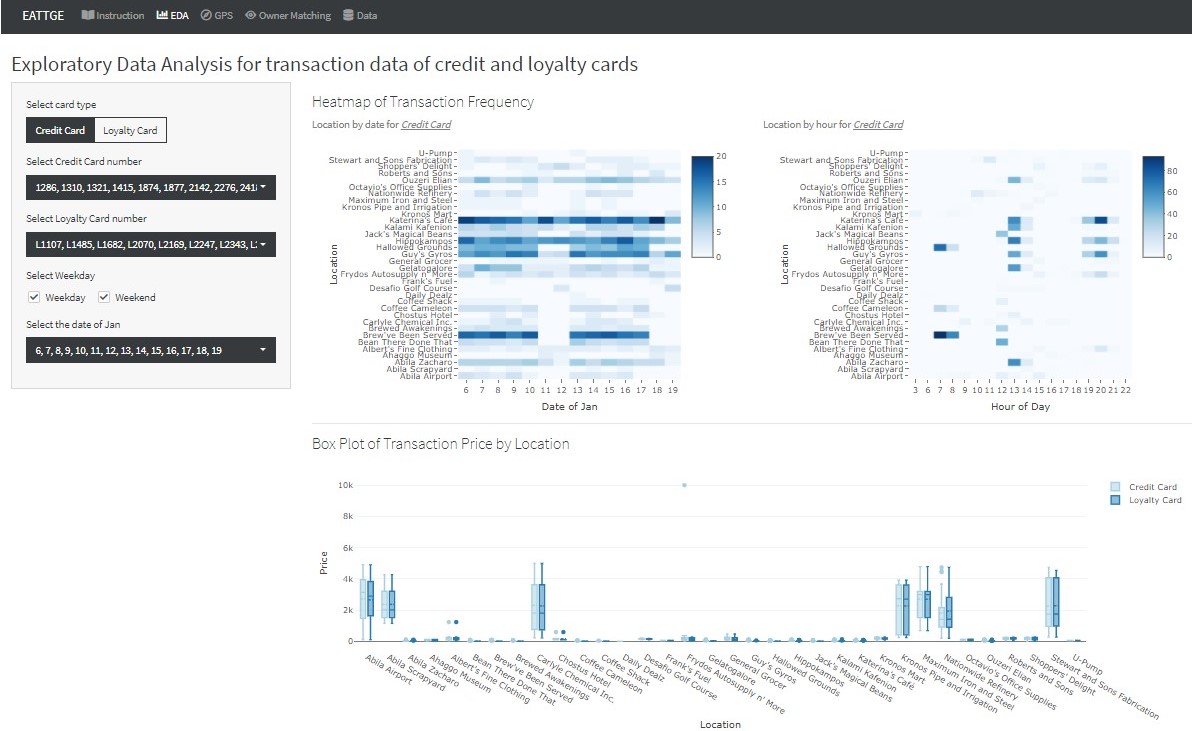 EATTGE Instruction EDA GPS Owner Matching Data
Exploratory Data Analysis for transaction data of credit and loyalty cards
Select card type
Credit Card Loyalty Card
Select Credit Card number
1286, 1310, 1321, 1415, 1874, 1877, 2142, 2276, 241
Select Loyalty Card number
L1107, L1485, L1682, L2070, L2169, L2247, L2343, L
Select Weekday
Weekday Weekend
Select the date of Jan
6, 7, 8, 9, 10, 11, 12, 13, 14, 15, 16, 17, 18, 19
Heatmap of Transaction Frequency
Location by date for Credit Card
U-Pump
Stewart and Sons Fabrication
Shoppers' Delight
Roberts and Sons
Ouzeri Elian
Octavio's Office Supplies
Nationwide Refinery
Maximum Iron and Steel
Kronos Pipe and Irrigation
Kronos Mart
Katerina's Café
Kalami Kafenion
Jack's Magical Beans
Hippokampos
Hallowed Grounds
Guy's Gyros
General Grocer
Gelatogalore
Frydos Autosupply n' More
Frank's Fuel
Desafio Golf Course
Daily Dealz
Coffee Shack
Coffee Cameleon
Chostus Hotel
Carlyle Chemical Inc.
Brewed Awakenings
Brew've Been Served
Bean There Done That
Albert's Fine Clothing
Ahaggo Museum
Abila Zacharo
Abila Scrapyard
Abila Airport
Location
6 7 8 9 10 11 12 13 14 15 16 17 18 19
Date of Jan
20
15
10
5
0
Location by hour for Credit Card
U-Pump
Stewart and Sons Fabrication
Shoppers' Delight
Roberts and Sons
Ouzeri Elian
Octavio's Office Supplies
Nationwide Refinery
Maximum Iron and Steel
Kronos Pipe and Irrigation
Kronos Mart
Katerina's Café
Kalami Kafenion
Jack's Magical Beans
Hippokampos
Hallowed Grounds
Guy's Gyros
General Grocer
Gelatogalore
Frydos Autosupply n' More
Frank's Fuel
Desafio Golf Course
Daily Dealz
Coffee Shack
Coffee Cameleon
Chostus Hotel
Carlyle Chemical Inc.
Brewed Awakenings
Brew've Been Served
Bean There Done That
Albert's Fine Clothing
Ahaggo Museum
Abila Zacharo
Abila Scrapyard
Abila Airport
Location
3 6 7 8 9 10 11 12 13 14 15 16 17 18 19 20 21 22
Hour of Day
80
60
40
20
0
Box Plot of Transaction Price by Location
10k
8k
6k
4k
2k
0
Price
Abila Airport
Abila Scrapyard
Abila Zacharo
Ahaggo Museum
Albert's Fine Clothing
Bean There Done That
Brew've Been Served
Brewed Awakenings
Carlyle Chemical Inc.
Chostus Hotel
Coffee Cameleon
Coffee Shack
Daily Dealz
Desafio Golf Course
Frank's Fuel
Frydos Autosupply n' More
Gelatogalore
General Grocer
Guy's Gyros
Hallowed Grounds
Hippokampos
Jack's Magical Beans
Kalami Kafenion
Katerina's Café
Kronos Mart
Kronos Pipe and Irrigation
Maximum Iron and Steel
Nationwide Refinery
Octavio's Office Supplies
Ouzeri Elian
Roberts and Sons
Shoppers' Delight
Stewart and Sons Fabrication
U-Pump
Location
Credit Card
Loyalty Card